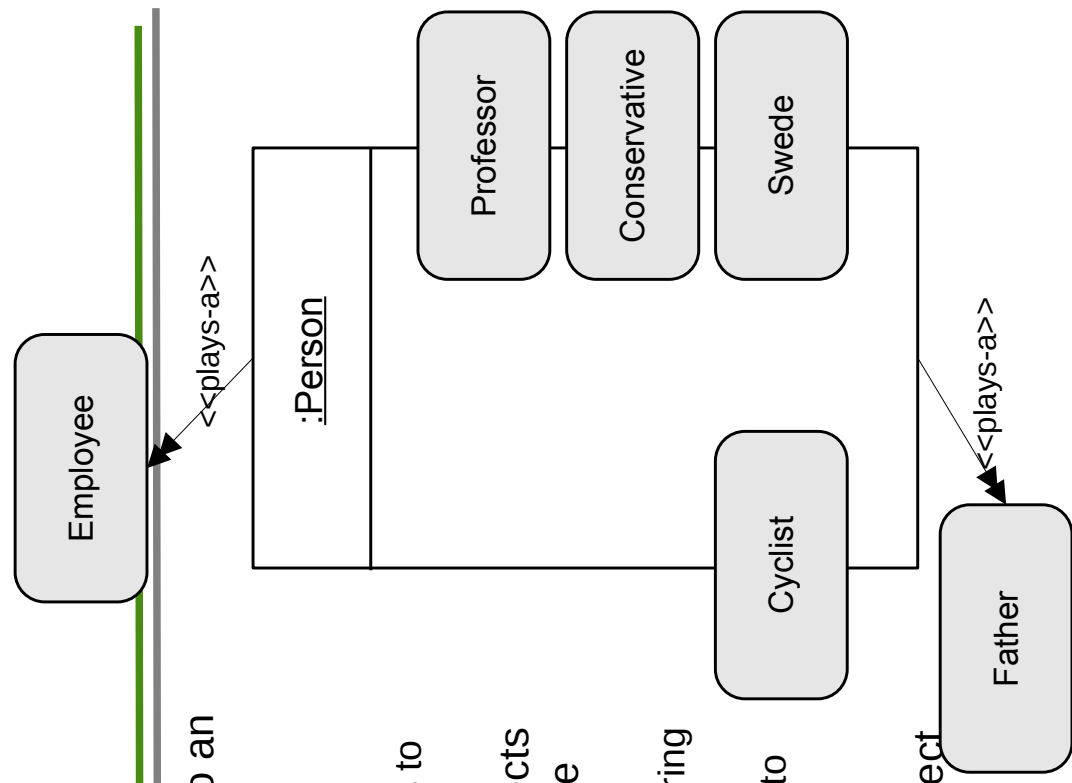 Employee
an
<<plays-a>>
:Person
to
Professor
cts
e
Conservative
ring
to
Cyclist
Swede
ect
<<plays-a>>
Father